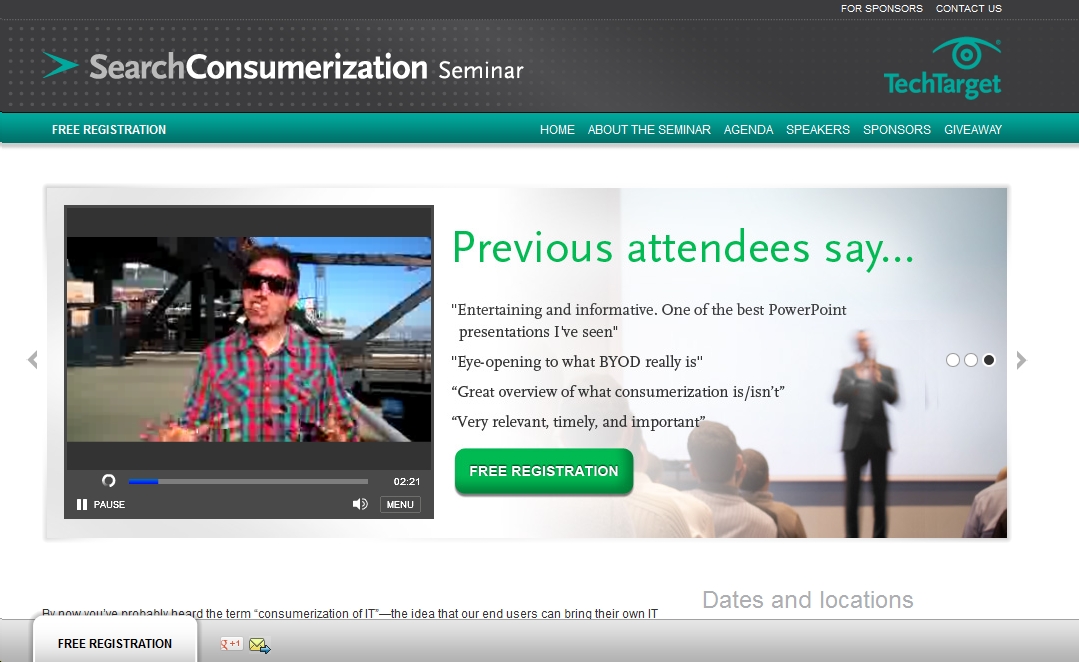 FOR SPONSORS CONTACT US
SearchConsumerization Seminar
TechTarget
FREE REGISTRATION
HOME ABOUT THE SEMINAR AGENDA SPEAKERS SPONSORS GIVEAWAY
Previous attendees say...
"Entertaining and informative. One of the best PowerPoint
presentations I've seen"
"Eye-opening to what BYOD really is"
“Great overview of what consumerization is/isn’t”
“Very relevant, timely, and important”
FREE REGISTRATION
02:21
PAUSE
MENU
Dates and locations
By now you’ve probably heard the term “consumerization of IT”—the idea that our end users can bring their own IT
FREE REGISTRATION
g+1